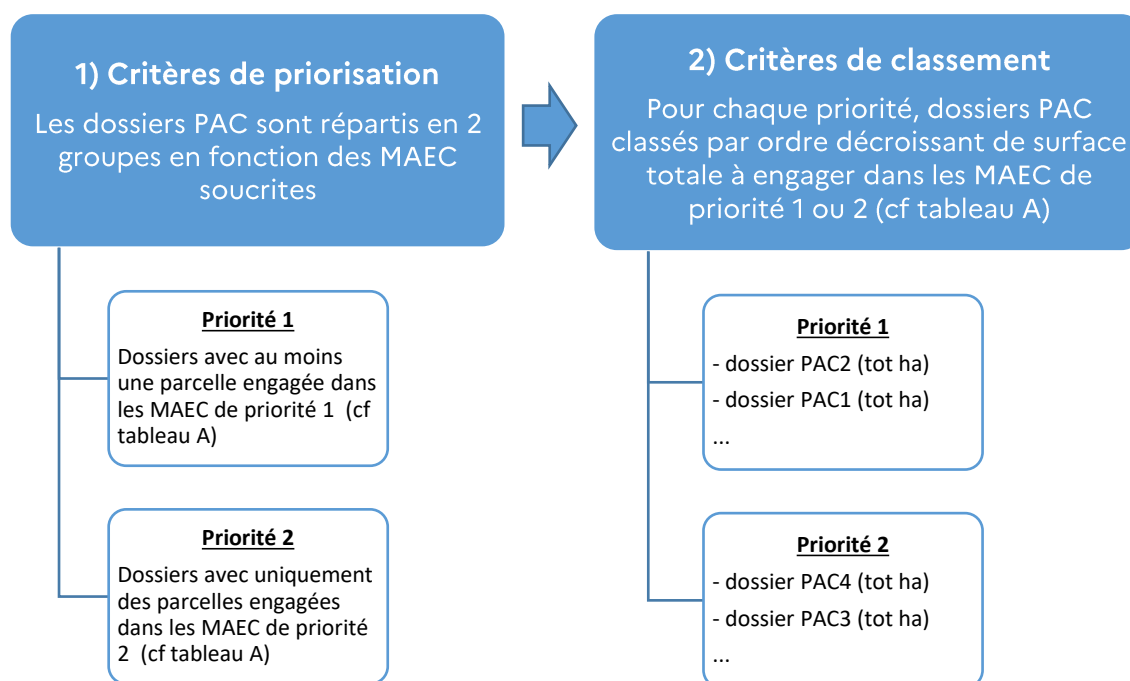 1) Critères de priorisation
Les dossiers PAC sont répartis en 2
groupes en fonction des MAEC
soucrites
Priorité 1
Dossiers avec au moins
une parcelle engagée dans
les MAEC de priorité 1 (cf
tableau A)
Priorité 2
Dossiers avec uniquement
des parcelles engagées
dans les MAEC de priorité
2 (cf tableau A)
2) Critères de classement
Pour chaque priorité, dossiers PAC
classés par ordre décroissant de surface
totale à engager dans les MAEC de
priorité 1 ou 2 (cf tableau A)
Priorité 1
- dossier PAC2 (tot ha)
- dossier PAC1 (tot ha)
...
Priorité 2
- dossier PAC4 (tot ha)
- dossier PAC3 (tot ha)
...